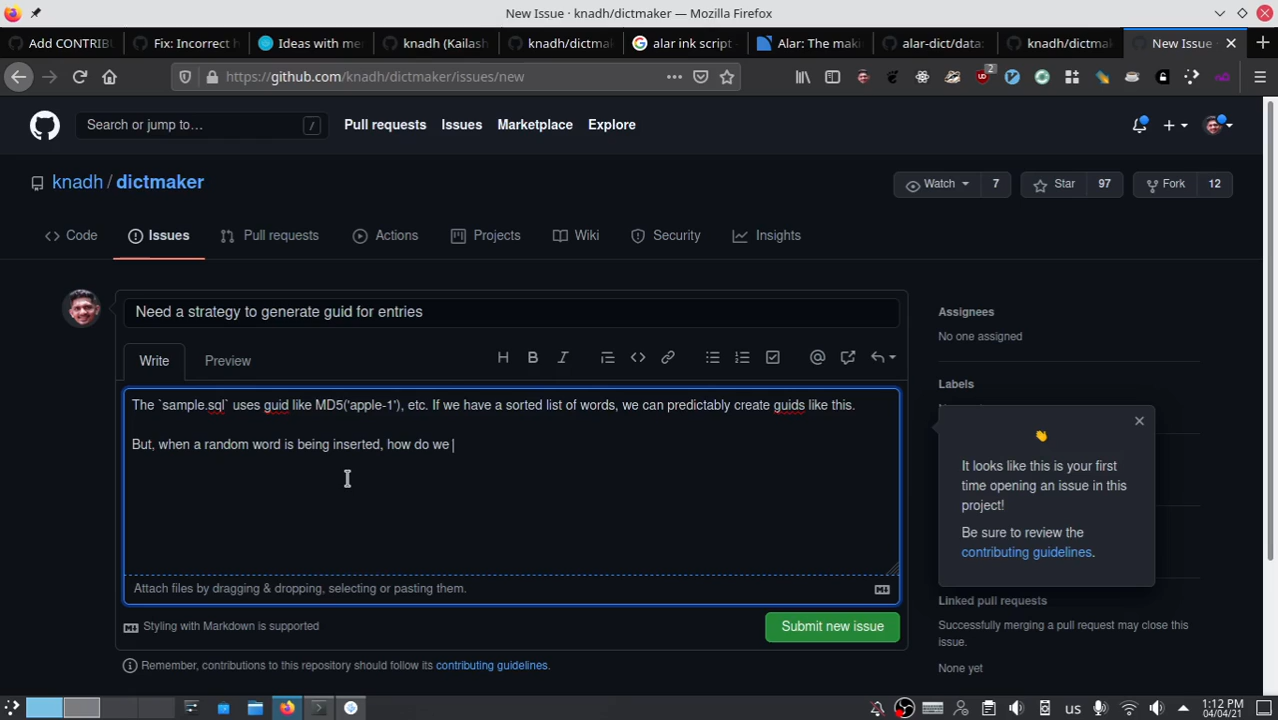 New Issue · knadh/dictmaker — Mozilla Firefox
Add CONTRIB
Fix: Incorrect h
Ideas with me
knadh (Kailash
knadh/dictma
alar ink script -
Alar: The maki
alar-dict/data:
knadh/dictma
New Issue
https://github.com/knadh/dictmaker/issues/new
2
Search or jump to…
/
Pull requests
Issues
Marketplace
Explore
knadh / dictmaker
Watch
7
Star
97
Fork
12
Code
Issues
Pull requests
Actions
Projects
Wiki
Security
Insights
Need a strategy to generate guid for entries
Write
Preview
The `sample.sql` uses guid like MD5('apple-1'), etc. If we have a sorted list of words, we can predictably create guids like this.
But, when a random word is being inserted, how do we
Attach files by dragging & dropping, selecting or pasting them.
Styling with Markdown is supported
Submit new issue
Remember, contributions to this repository should follow its contributing guidelines.
Assignees
No one assigned
Labels
It looks like this is your first
time opening an issue in this
project!
Be sure to review the
contributing guidelines.
Linked pull requests
Successfully merging a pull request may close this
issue.
None yet
us
1:12 PM
04/04/21